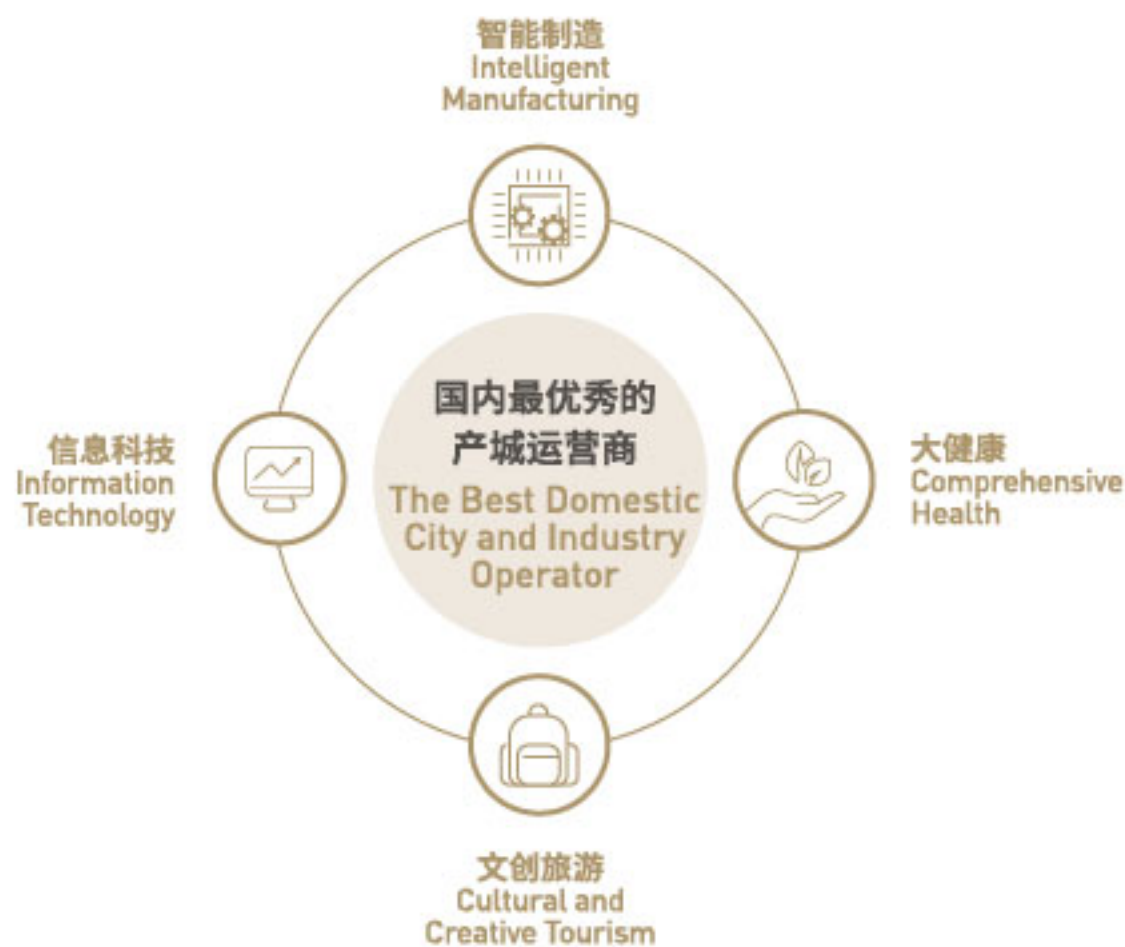 智能制造
Intelligent
Manufacturing
国内最优秀的
产城运营商
The Best Domestic
City and Industry
Operator
信息科技
Information
Technology
大健康
Comprehensive
Health
文创旅游
Cultural and
Creative Tourism